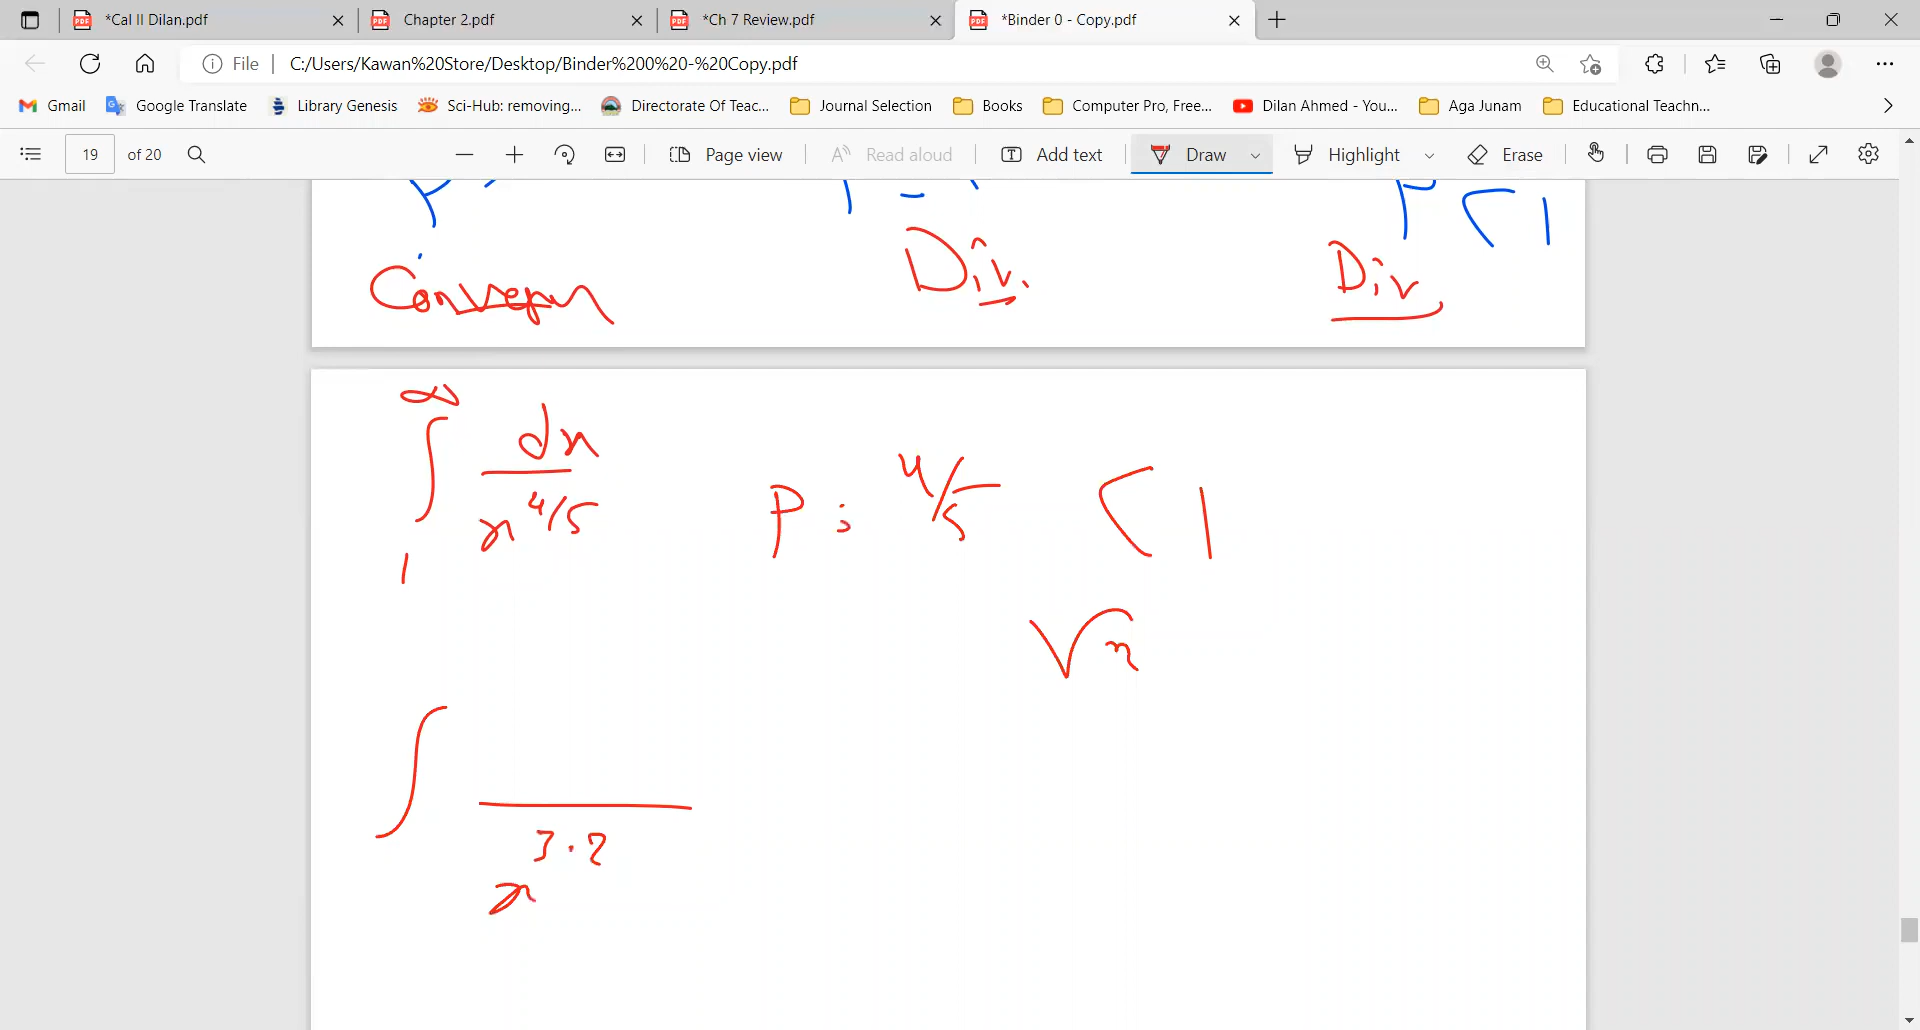 *Cal II Dilan.pdf
Chapter 2.pdf
*Ch 7 Review.pdf
*Binder 0 - Copy.pdf
File
C:/Users/Kawan%20Store/Desktop/Binder%200%20-%20Copy.pdf
Gmail
Google Translate
Library Genesis
Sci-Hub: removing...
Directorate Of Teac...
Journal Selection
Books
Computer Pro, Free...
Dilan Ahmed - You...
Aga Junam
Educational Teachn...
19 of 20
Page view
Read aloud
Add text
Draw
Highlight
Erase
< 1
Div.
Div
∞
∫ dx
x^4/5
1
P : 4/5 < 1
√x
∫
3.2
x